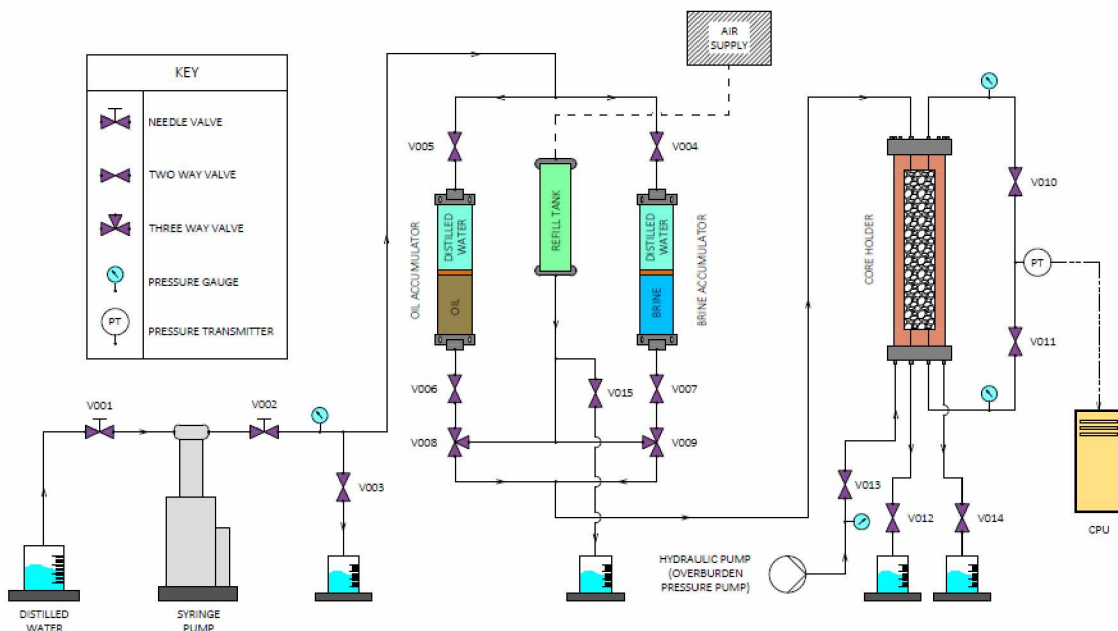 AIR
SUPPLY
KEY
NEEDLE VALVE
TWO WAY VALVE
THREE WAY VALVE
PRESSURE GAUGE
PT
PRESSURE TRANSMITTER
V005
V004
OIL ACCUMULATOR
DISTILLED
WATER
OIL
REFILL TANK
DISTILLED
WATER
BRINE
BRINE ACCUMULATOR
CORE HOLDER
V010
PT
V011
V006
V015
V007
V001
V002
V008
V009
V003
V013
V012
V014
CPU
HYDRAULIC PUMP
(OVERBURDEN
PRESSURE PUMP)
DISTILLED
WATER
SYRINGE
PUMP